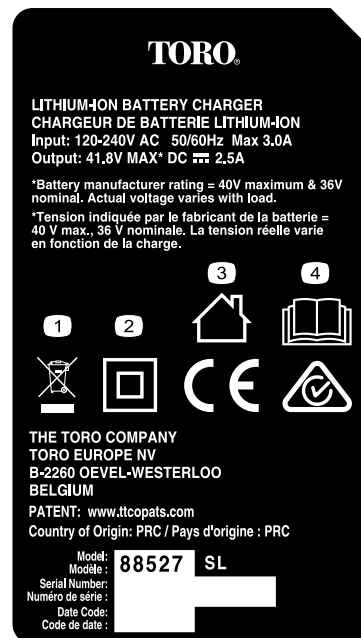 TORO.
LITHIUM-ION BATTERY CHARGER
CHARGEUR DE BATTERIE LITHIUM-ION
Input: 120-240V AC 50/60Hz Max 3.0A
Output: 41.8V MAX* DC ⎓ 2.5A
*Battery manufacturer rating = 40V maximum & 36V
nominal. Actual voltage varies with load.
*Tension indiquée par le fabricant de la batterie =
40 V max., 36 V nominale. La tension réelle varie
en fonction de la charge.
3 4
1 2
CE
THE TORO COMPANY
TORO EUROPE NV
B-2260 OEVEL-WESTERLOO
BELGIUM
PATENT: www.ttcopats.com
Country of Origin: PRC / Pays d'origine : PRC
Model:
Modèle : 88527 SL
Serial Number:
Numéro de série :
Date Code:
Code de date :